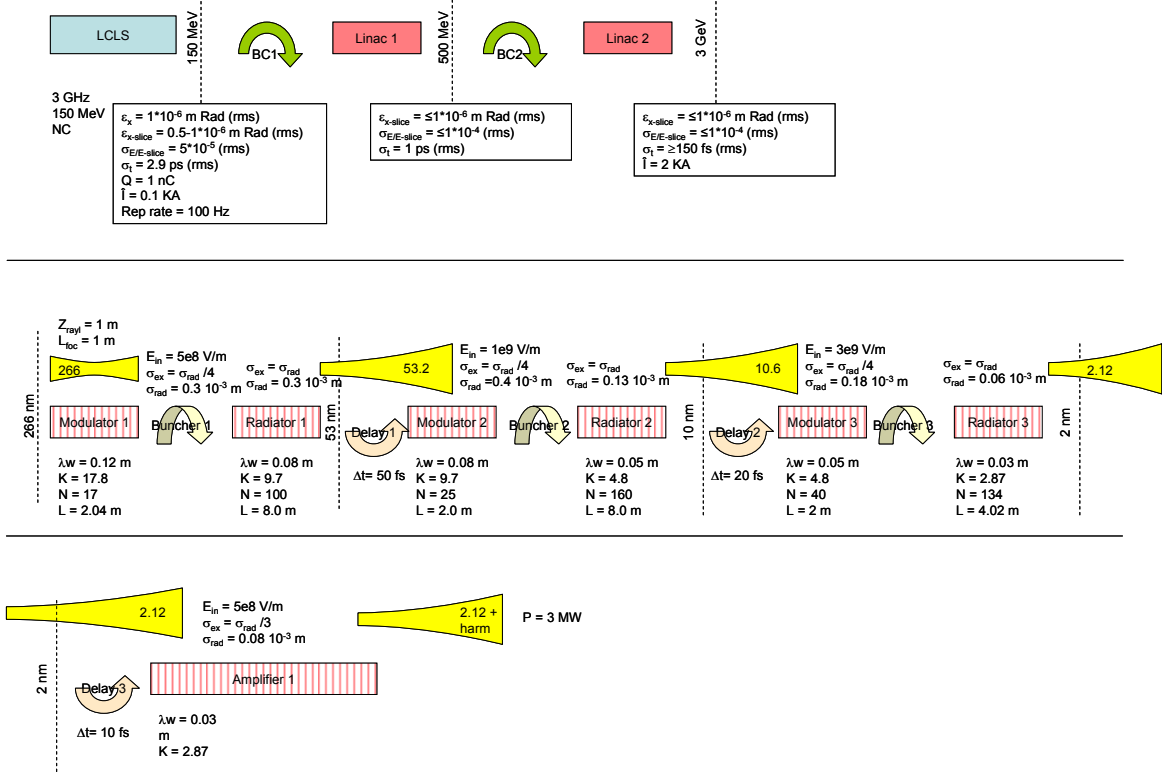 LCLS
150 MeV
BC1
Linac 1
500 MeV
BC2
Linac 2
3 GeV
3 GHz
150 MeV
NC
εx = 1*10-6 m Rad (rms)
εx-slice = 0.5-1*10-6 m Rad (rms)
σE/E-slice = 5*10-5 (rms)
σt = 2.9 ps (rms)
Q = 1 nC
Î = 0.1 KA
Rep rate = 100 Hz
εx-slice = ≤1*10-6 m Rad (rms)
σE/E-slice = ≤1*10-4 (rms)
σt = 1 ps (rms)
εx-slice = ≤1*10-6 m Rad (rms)
σE/E-slice = ≤1*10-4 (rms)
σt = ≥150 fs (rms)
Î = 2 KA
266 nm
Zrayl = 1 m
Lfoc = 1 m
266
Ein = 5e8 V/m
σex = σrad /4
σrad = 0.3 10-3 m
σex = σrad
σrad = 0.3 10-3 m
53.2
Ein = 1e9 V/m
σex = σrad /4
σrad =0.4 10-3 m
σex = σrad
σrad = 0.13 10-3 m
10.6
Ein = 3e9 V/m
σex = σrad /4
σrad = 0.18 10-3 m
σex = σrad
σrad = 0.06 10-3 m
2.12
Modulator 1
Buncher 1
Radiator 1
53 nm
Delay 1
Modulator 2
Buncher 2
Radiator 2
10 nm
Delay 2
Modulator 3
Buncher 3
Radiator 3
2 nm
λw = 0.12 m
K = 17.8
N = 17
L = 2.04 m
λw = 0.08 m
K = 9.7
N = 100
L = 8.0 m
Δt= 50 fs
λw = 0.08 m
K = 9.7
N = 25
L = 2.0 m
λw = 0.05 m
K = 4.8
N = 160
L = 8.0 m
Δt= 20 fs
λw = 0.05 m
K = 4.8
N = 40
L = 2 m
λw = 0.03 m
K = 2.87
N = 134
L = 4.02 m
2.12
Ein = 5e8 V/m
σex = σrad /3
σrad = 0.08 10-3 m
2.12 +
harm
P = 3 MW
2 nm
Delay 3
Amplifier 1
Δt= 10 fs
λw = 0.03
m
K = 2.87